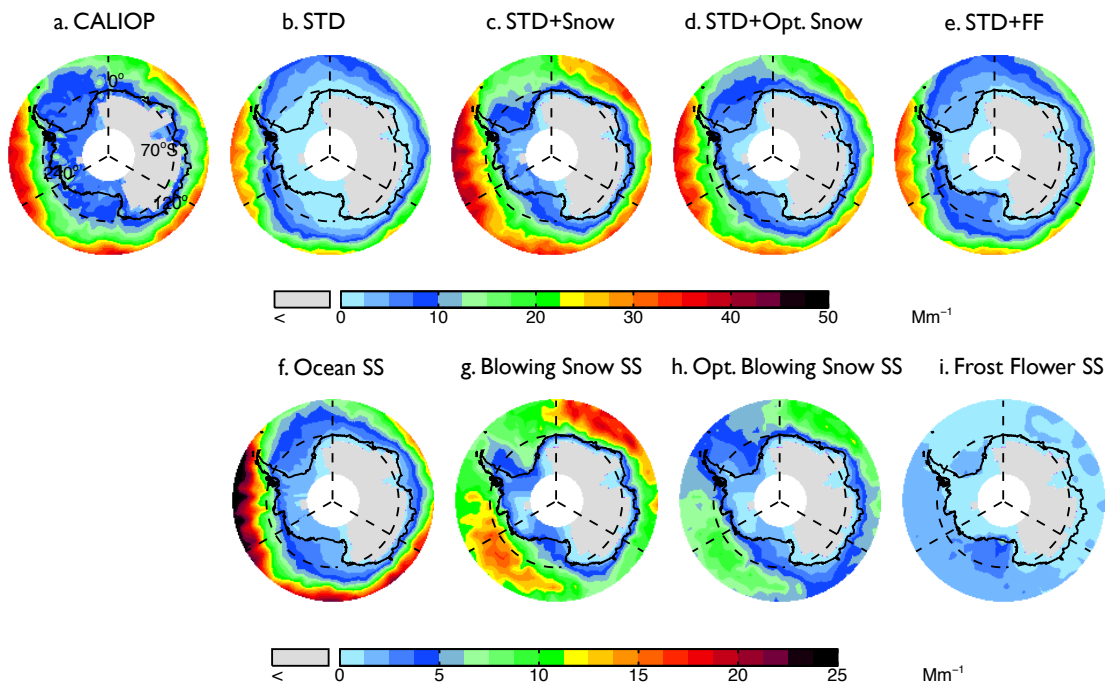 a. CALIOP
b. STD
c. STD+Snow
d. STD+Opt. Snow
e. STD+FF
0°
70°S
240°
120°
<
0 10 20 30 40 50
Mm⁻¹
f. Ocean SS
g. Blowing Snow SS
h. Opt. Blowing Snow SS
i. Frost Flower SS
<
0 5 10 15 20 25
Mm⁻¹